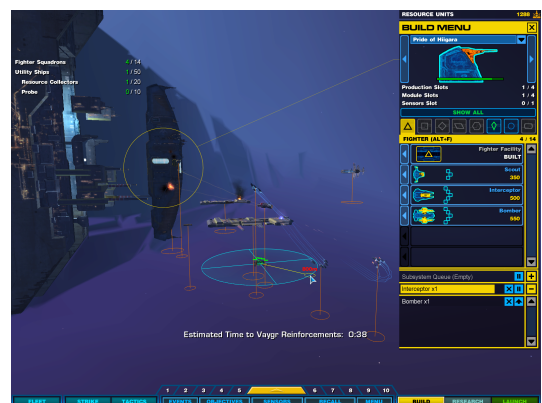 RESOURCE UNITS 1288
BUILD MENU X
Pride of Hiigara
Fighter Squadrons 4/14
Utility Ships 1/50
Resource Collectors 1/20
Probe 0/10
Production Slots 1 / 4
Module Slots 1 / 4
Sensors Slot 0 / 1
SHOW ALL
FIGHTER (ALT+F) 4 / 14
Fighter Facility
BUILT
Scout
350
Interceptor
500
Bomber
550
Subsystem Queue (Empty)
Interceptor x1
Bomber x1
Estimated Time to Vaygr Reinforcements: 0:38
1 2 3 4 5 6 7 8 9 10
FLEET STRIKE TACTICS EVENTS OBJECTIVES SENSORS RECALL MENU BUILD RESEARCH LAUNCH